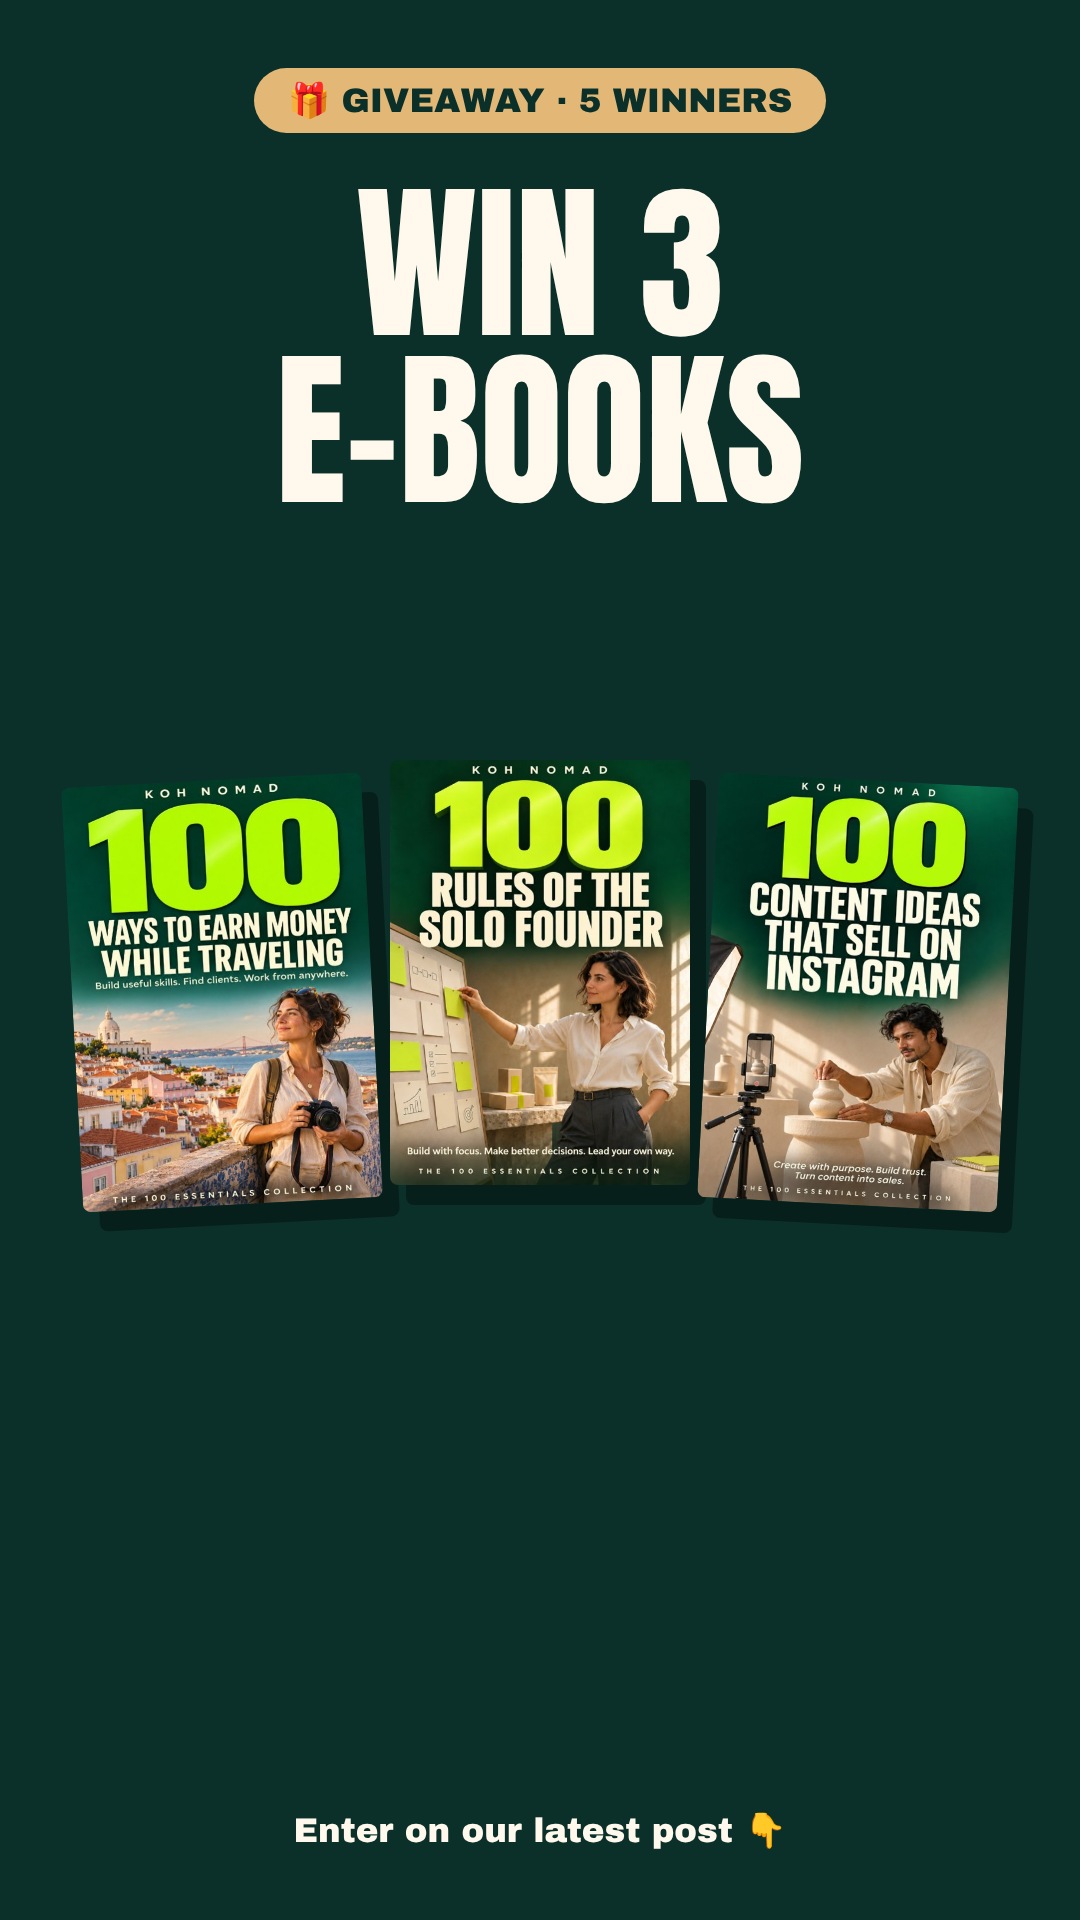 🎁 GIVEAWAY · 5 WINNERS
WIN 3
E-BOOKS
KOH NOMAD
100
WAYS TO EARN MONEY
WHILE TRAVELING
Build useful skills. Find clients. Work from anywhere.
THE 100 ESSENTIALS COLLECTION
KOH NOMAD
100
RULES OF THE
SOLO FOUNDER
Build with focus. Make better decisions. Lead your own way.
THE 100 ESSENTIALS COLLECTION
KOH NOMAD
100
CONTENT IDEAS
THAT SELL ON
INSTAGRAM
Create with purpose. Build trust.
Turn content into sales.
THE 100 ESSENTIALS COLLECTION
Enter on our latest post 👇